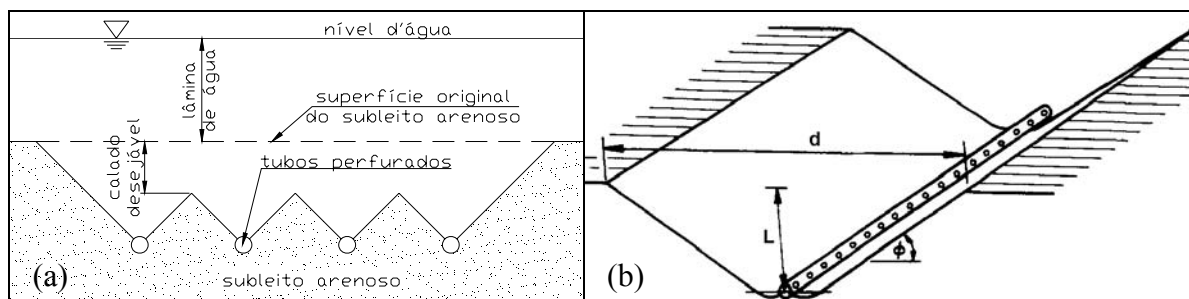 nível d'água
lâmina
de água
superfície original
do subleito arenoso
calado
desejável
tubos perfurados
subleito arenoso
(a)
d
L
ϕ
(b)